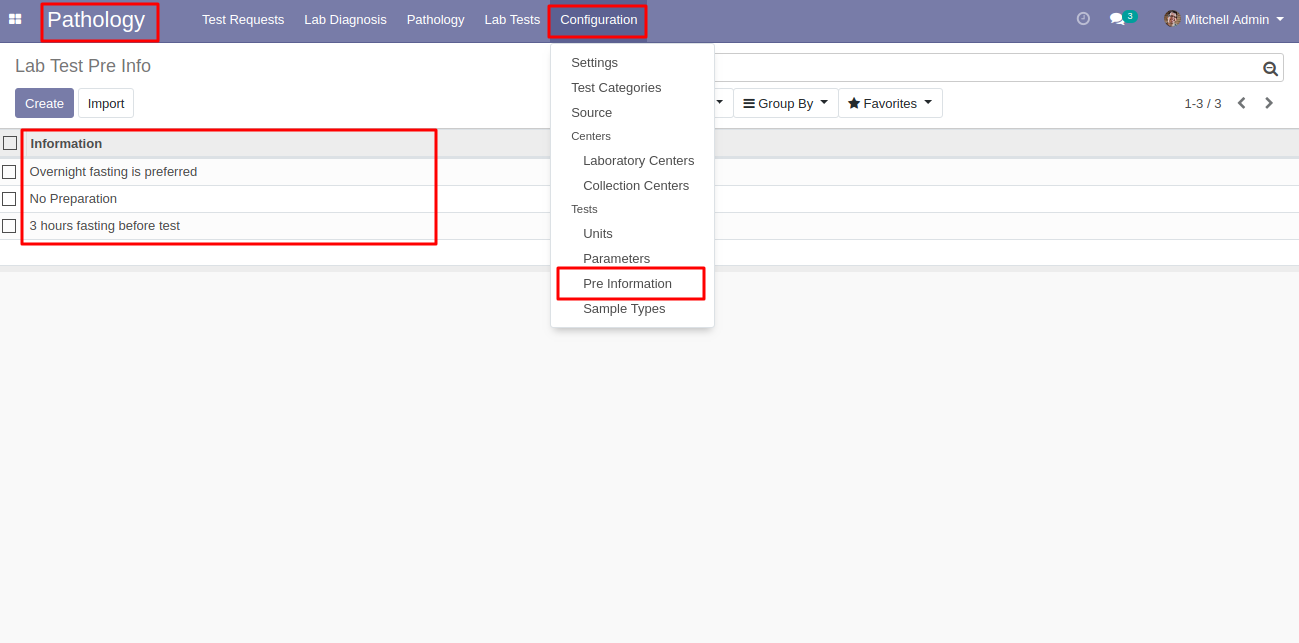 Pathology Test Requests Lab Diagnosis Pathology Lab Tests Configuration 3 Mitchell Admin
Lab Test Pre Info
Create Import
Group By Favorites 1-3 / 3
Information
Overnight fasting is preferred
No Preparation
3 hours fasting before test
Settings
Test Categories
Source
Centers
Laboratory Centers
Collection Centers
Tests
Units
Parameters
Pre Information
Sample Types